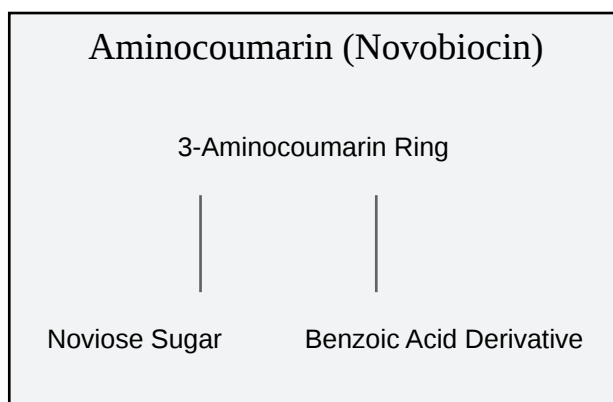 Aminocoumarin (Novobiocin)
3-Aminocoumarin Ring
Noviose Sugar
Benzoic Acid Derivative